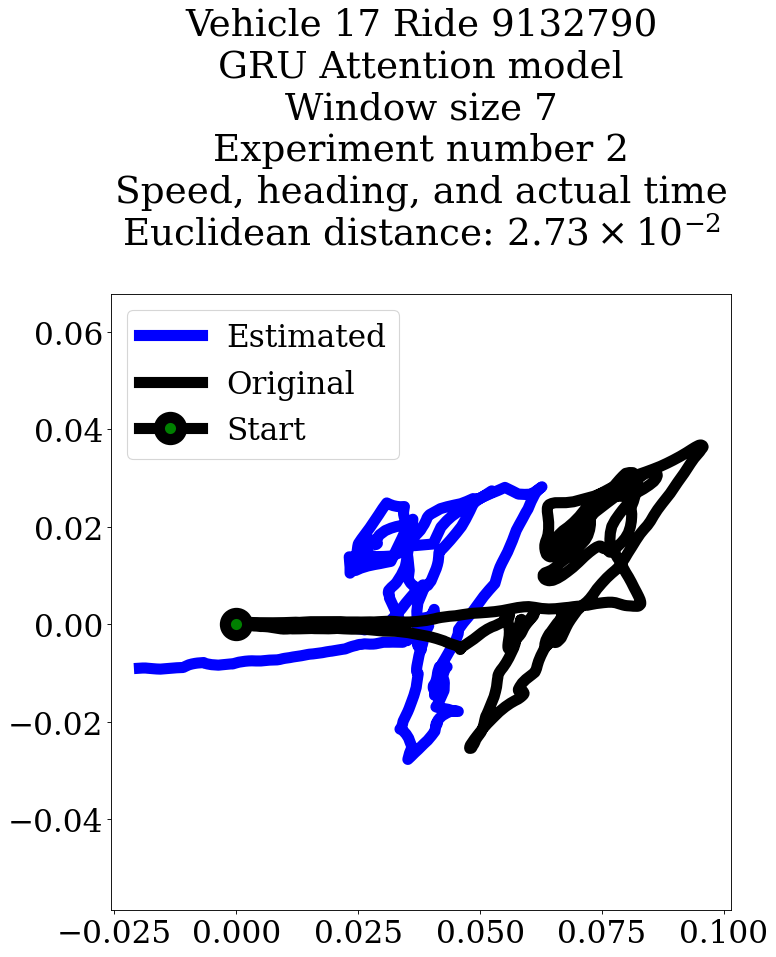 Vehicle 17 Ride 9132790
GRU Attention model
Window size 7
Experiment number 2
Speed, heading, and actual time
Euclidean distance: 2.73 × 10⁻²
Estimated
Original
Start
0.06
0.04
0.02
0.00
−0.02
−0.04
−0.025 0.000 0.025 0.050 0.075 0.100